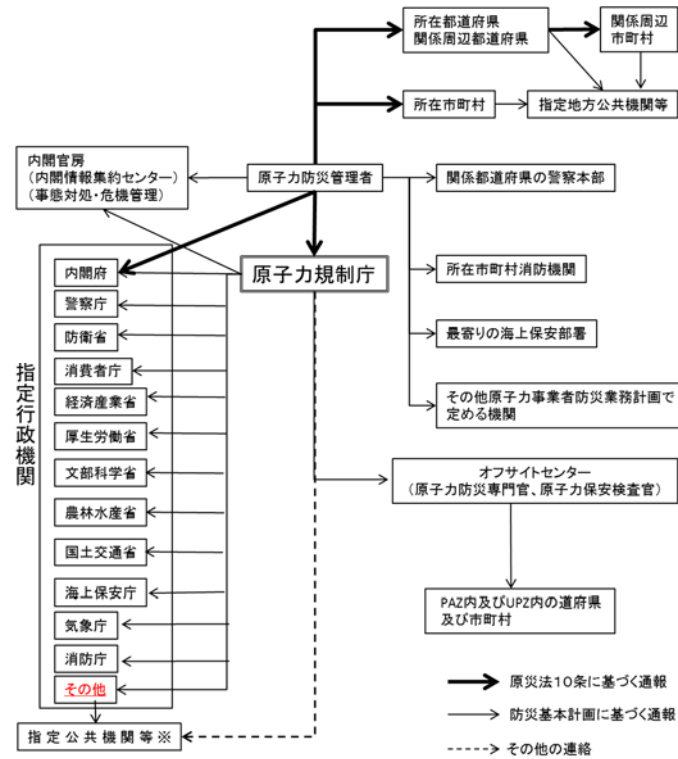 所在都道府県
関係周辺都道府県
関係周辺
市町村
所在市町村
指定地方公共機関等
内閣官房
(内閣情報集約センター)
(事態対処・危機管理)
原子力防災管理者
関係都道府県の警察本部
原子力規制庁
所在市町村消防機関
最寄りの海上保安部署
その他原子力事業者防災業務計画で
定める機関
指定行政機関
内閣府
警察庁
防衛省
消費者庁
経済産業省
厚生労働省
文部科学省
農林水産省
国土交通省
海上保安庁
気象庁
消防庁
その他
指定公共機関等※
オフサイトセンター
(原子力防災専門官、原子力保安検査官)
PAZ内及びUPZ内の道府県
及び市町村
原災法10条に基づく通報
防災基本計画に基づく通報
その他の連絡